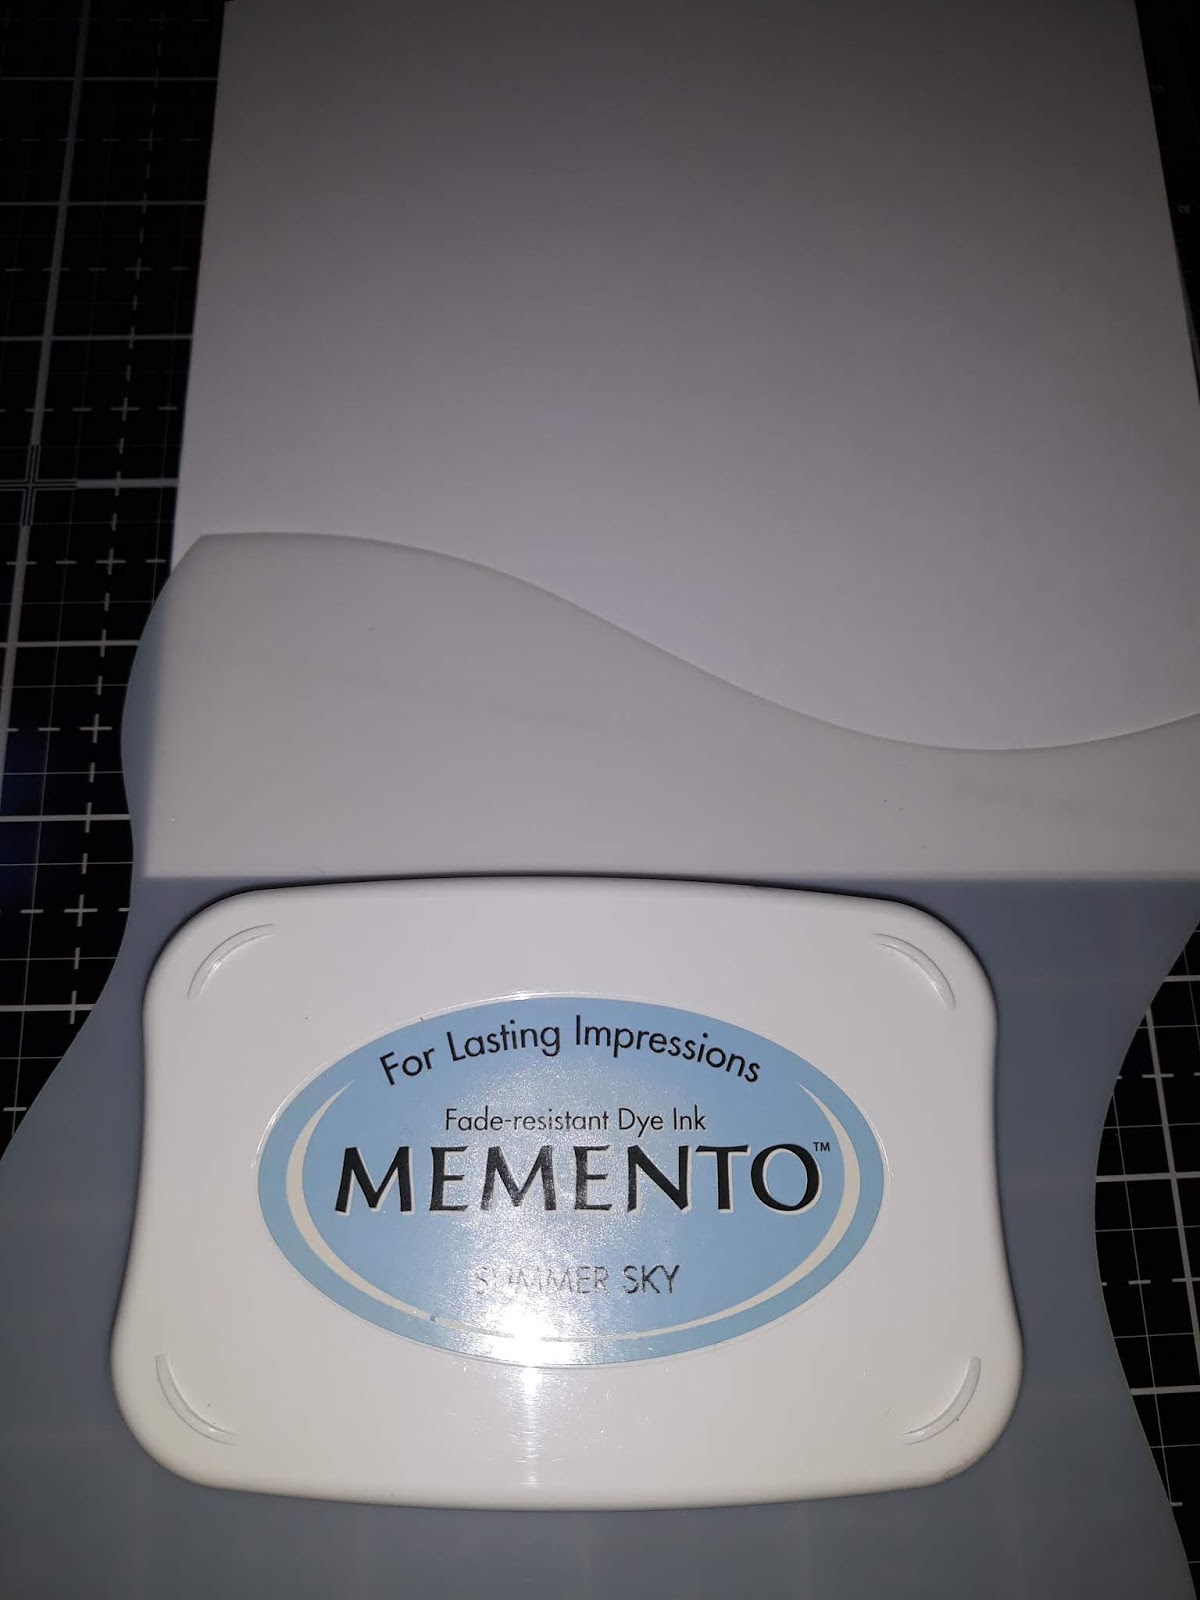 For Lasting Impressions
Fade-resistant Dye Ink
MEMENTO™
SUMMER SKY